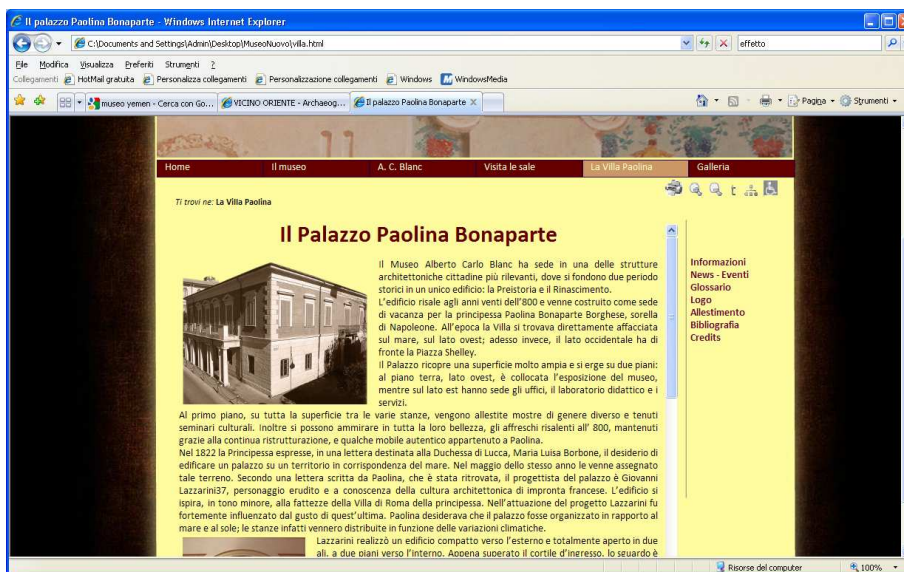 Il palazzo Paolina Bonaparte - Windows Internet Explorer
C:\Documents and Settings\Admin\Desktop\MuseoNuovo\villa.html
effetto
File Modifica Visualizza Preferiti Strumenti ?
Collegamenti HotMail gratuita Personalizza collegamenti Personalizzazione collegamenti Windows WindowsMedia
museo yemen - Cerca con Go... VICINO ORIENTE - Archaeog... Il palazzo Paolina Bonaparte Pagina Strumenti
Home Il museo A. C. Blanc Visita le sale La Villa Paolina Galleria
t
Ti trovi ne: La Villa Paolina
Il Palazzo Paolina Bonaparte
Il Museo Alberto Carlo Blanc ha sede in una delle strutture
architettoniche cittadine più rilevanti, dove si fondono due periodo
storici in un unico edificio: la Preistoria e il Rinascimento.
L'edificio risale agli anni venti dell'800 e venne costruito come sede
di vacanza per la principessa Paolina Bonaparte Borghese, sorella
di Napoleone. All'epoca la Villa si trovava direttamente affacciata
sul mare, sul lato ovest; adesso invece, il lato occidentale ha di
fronte la Piazza Shelley.
Il Palazzo ricopre una superficie molto ampia e si erge su due piani:
al piano terra, lato ovest, è collocata l'esposizione del museo,
mentre sul lato est hanno sede gli uffici, il laboratorio didattico e i
servizi.
Al primo piano, su tutta la superficie tra le varie stanze, vengono allestite mostre di genere diverso e tenuti
seminari culturali. Inoltre si possono ammirare in tutta la loro bellezza, gli affreschi risalenti all' 800, mantenuti
grazie alla continua ristrutturazione, e qualche mobile autentico appartenuto a Paolina.
Nel 1822 la Principessa espresse, in una lettera destinata alla Duchessa di Lucca, Maria Luisa Borbone, il desiderio di
edificare un palazzo su un territorio in corrispondenza del mare. Nel maggio dello stesso anno le venne assegnato
tale terreno. Secondo una lettera scritta da Paolina, che è stata ritrovata, il progettista del palazzo è Giovanni
Lazzarini37, personaggio erudito e a conoscenza della cultura architettonica di impronta francese. L'edificio si
ispira, in tono minore, alla fattezze della Villa di Roma della principessa. Nell'attuazione del progetto Lazzarini fu
fortemente influenzato dal gusto di quest'ultima. Paolina desiderava che il palazzo fosse organizzato in rapporto al
mare e al sole; le stanze infatti vennero distribuite in funzione delle variazioni climatiche.
Lazzarini realizzò un edificio compatto verso l'esterno e totalmente aperto in due
ali, a due piani verso l'interno. Appena superato il cortile d'ingresso, lo sguardo è
Informazioni
News - Eventi
Glossario
Logo
Allestimento
Bibliografia
Credits
Risorse del computer 100%